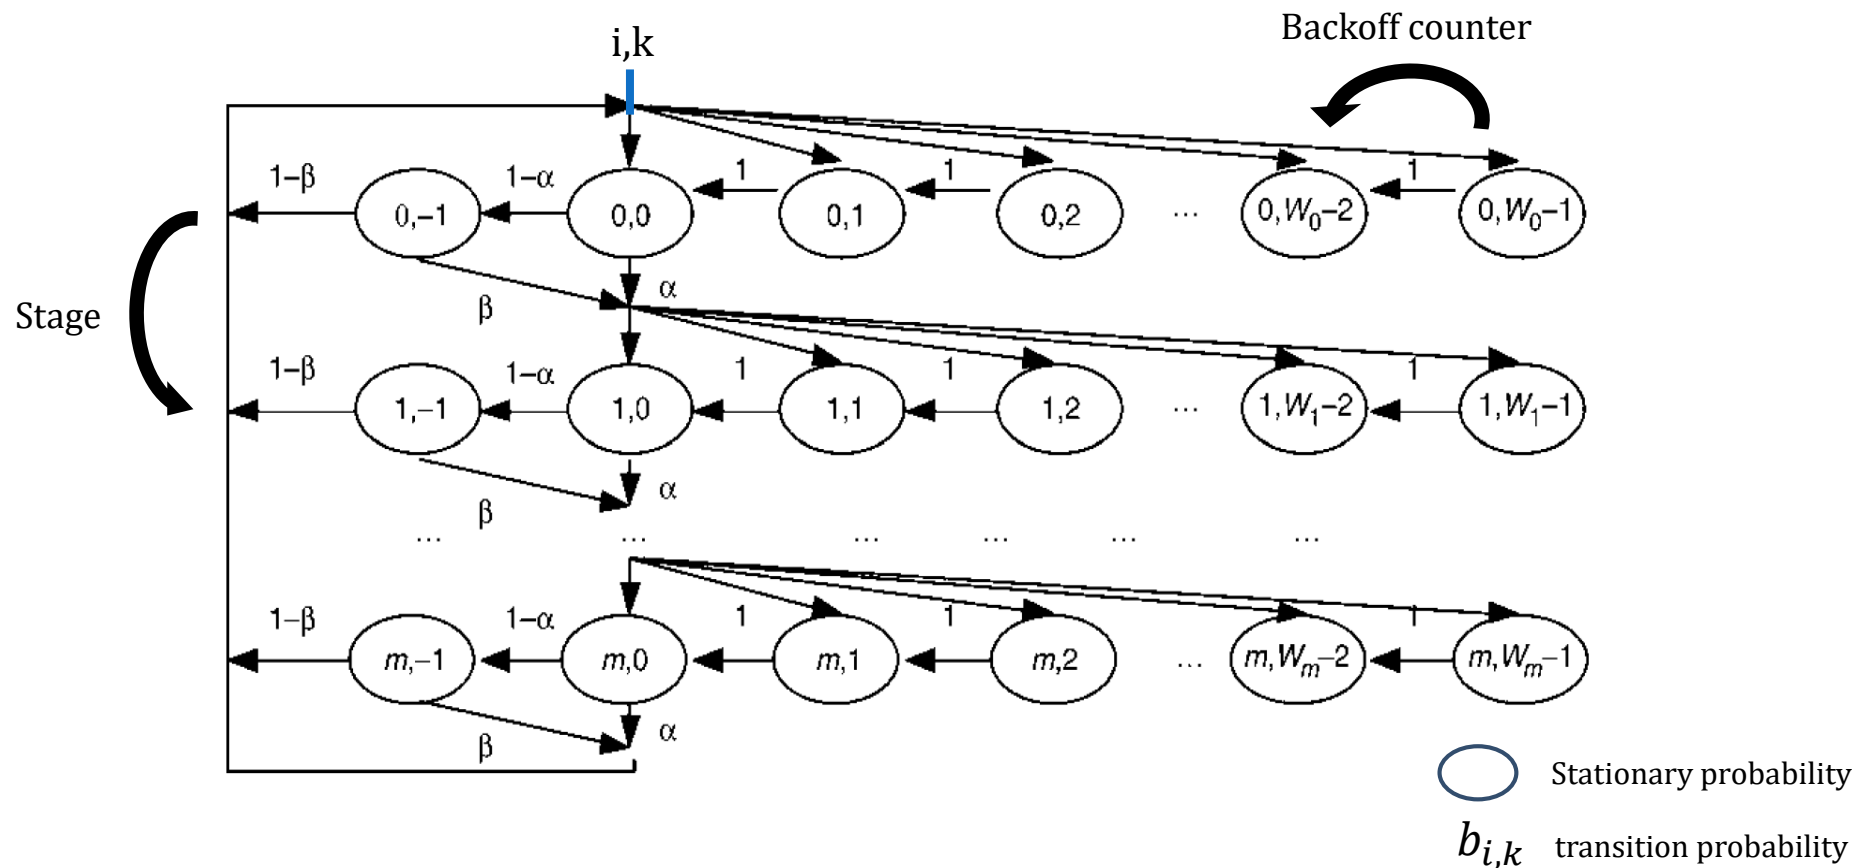 i,k
Backoff counter
1–β 1–α 1 1 1
0,–1 0,0 0,1 0,2 ... 0,W₀–2 0,W₀–1
β α
Stage
1–β 1–α 1 1 1
1,–1 1,0 1,1 1,2 ... 1,W₁–2 1,W₁–1
β α
... ... ... ... ... ...
1–β 1–α 1 1 1
m,–1 m,0 m,1 m,2 ... m,Wₘ–2 m,Wₘ–1
β α
Stationary probability
b_{i,k} transition probability